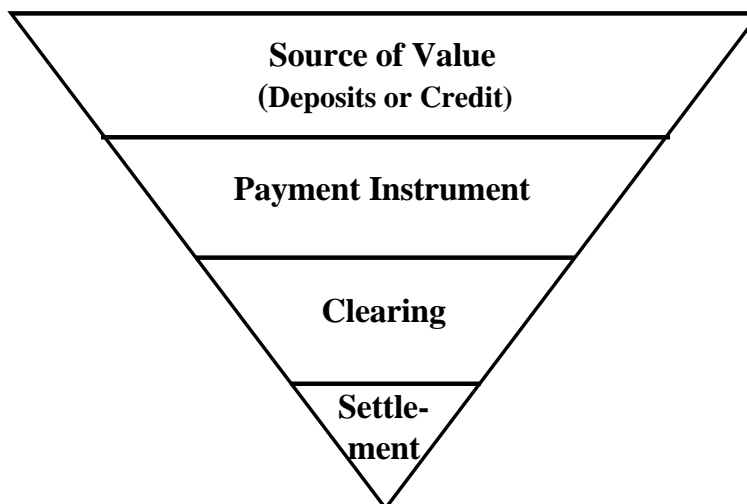 Source of Value
(Deposits or Credit)
Payment Instrument
Clearing
Settle-
ment